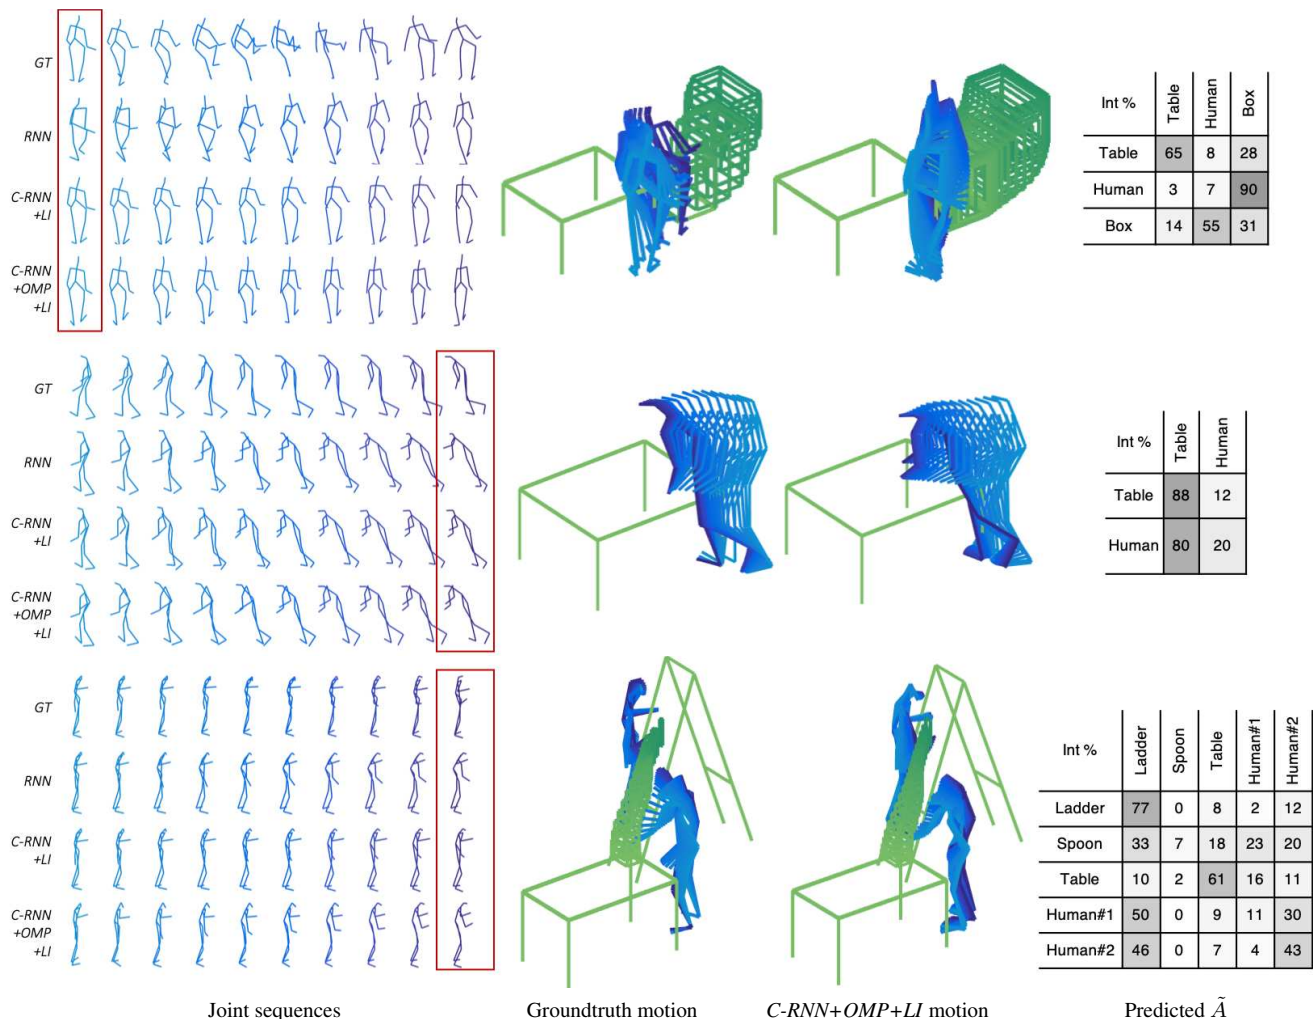 GT
RNN
C-RNN
+LI
C-RNN
+OMP
+LI
Int % Table Human Box
Table 65 8 28
Human 3 7 90
Box 14 55 31
GT
RNN
C-RNN
+LI
C-RNN
+OMP
+LI
Int % Table Human
Table 88 12
Human 80 20
GT
RNN
C-RNN
+LI
C-RNN
+OMP
+LI
Int % Ladder Spoon Table Human#1 Human#2
Ladder 77 0 8 2 12
Spoon 33 7 18 23 20
Table 10 2 61 16 11
Human#1 50 0 9 11 30
Human#2 46 0 7 4 43
Joint sequences Groundtruth motion C-RNN+OMP+LI motion Predicted Ã